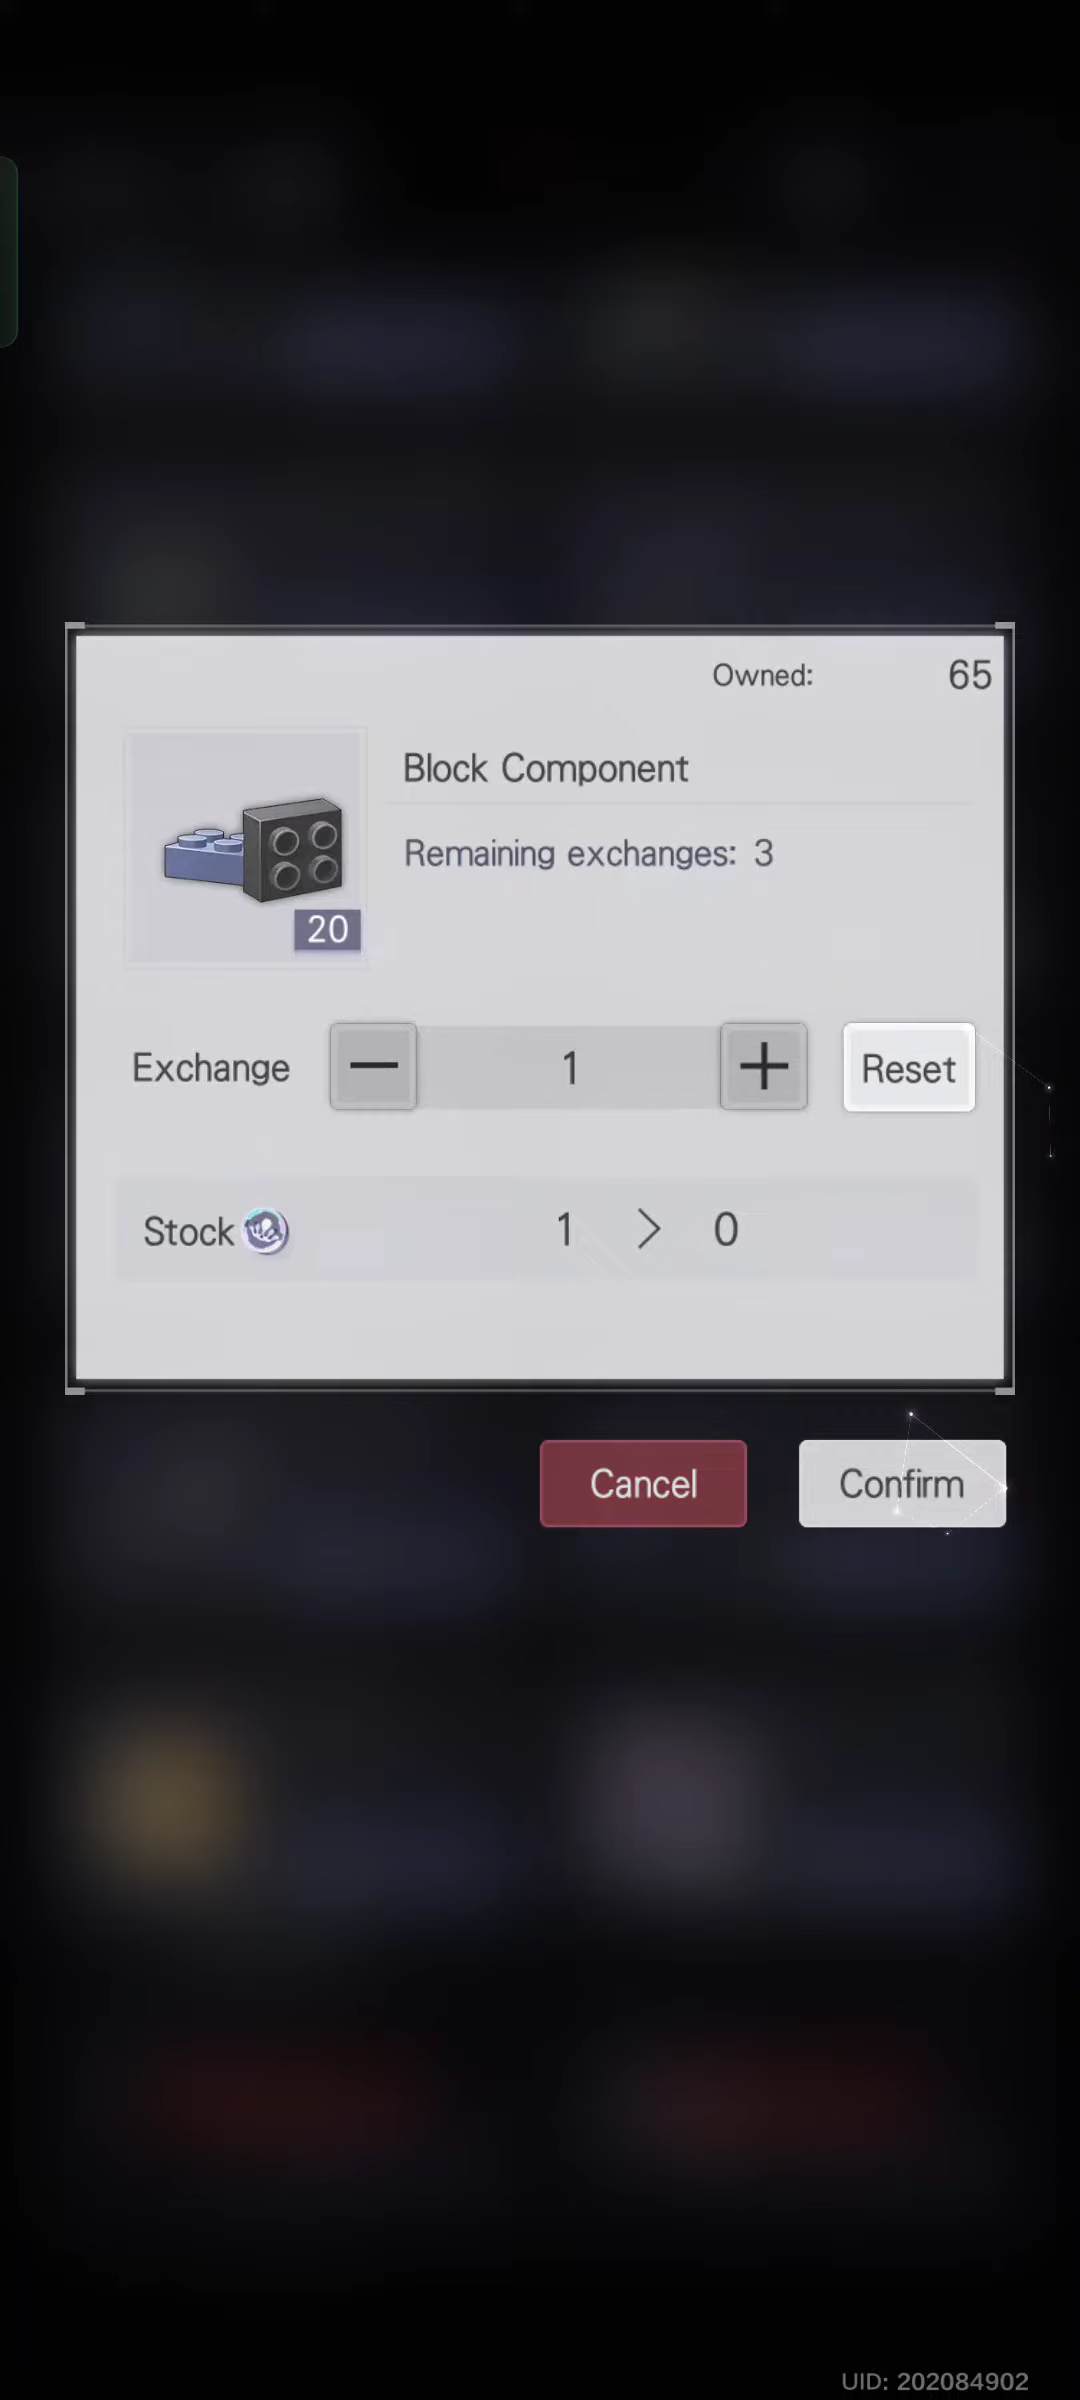 Owned: 65
Block Component
Remaining exchanges: 3
20
Exchange — 1 + Reset
Stock 1 > 0
Cancel Confirm
UID: 202084902